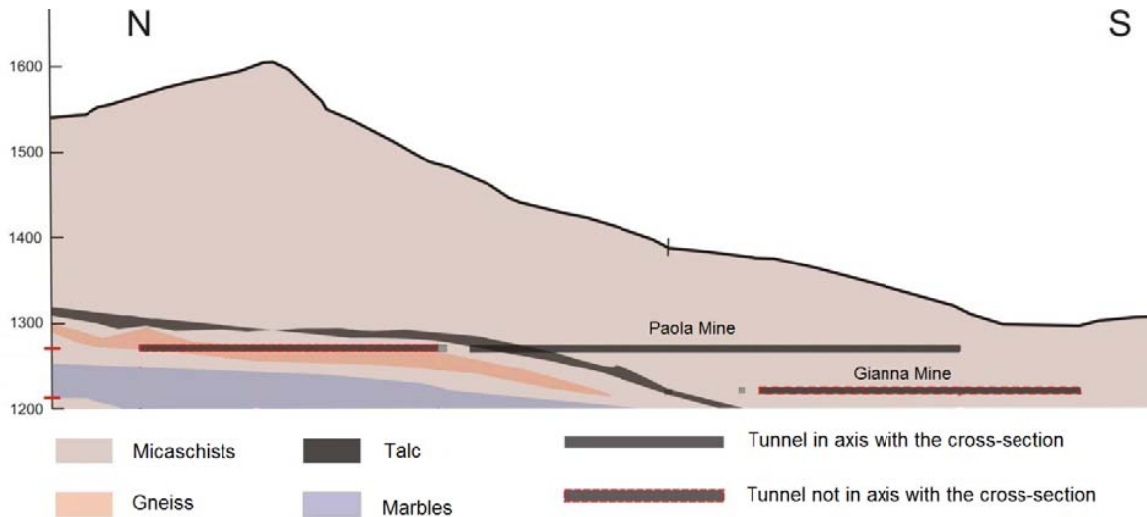 N
S
1600
1500
1400
1300
1200
Paola Mine
Gianna Mine
Micaschists
Talc
Tunnel in axis with the cross-section
Gneiss
Marbles
Tunnel not in axis with the cross-section